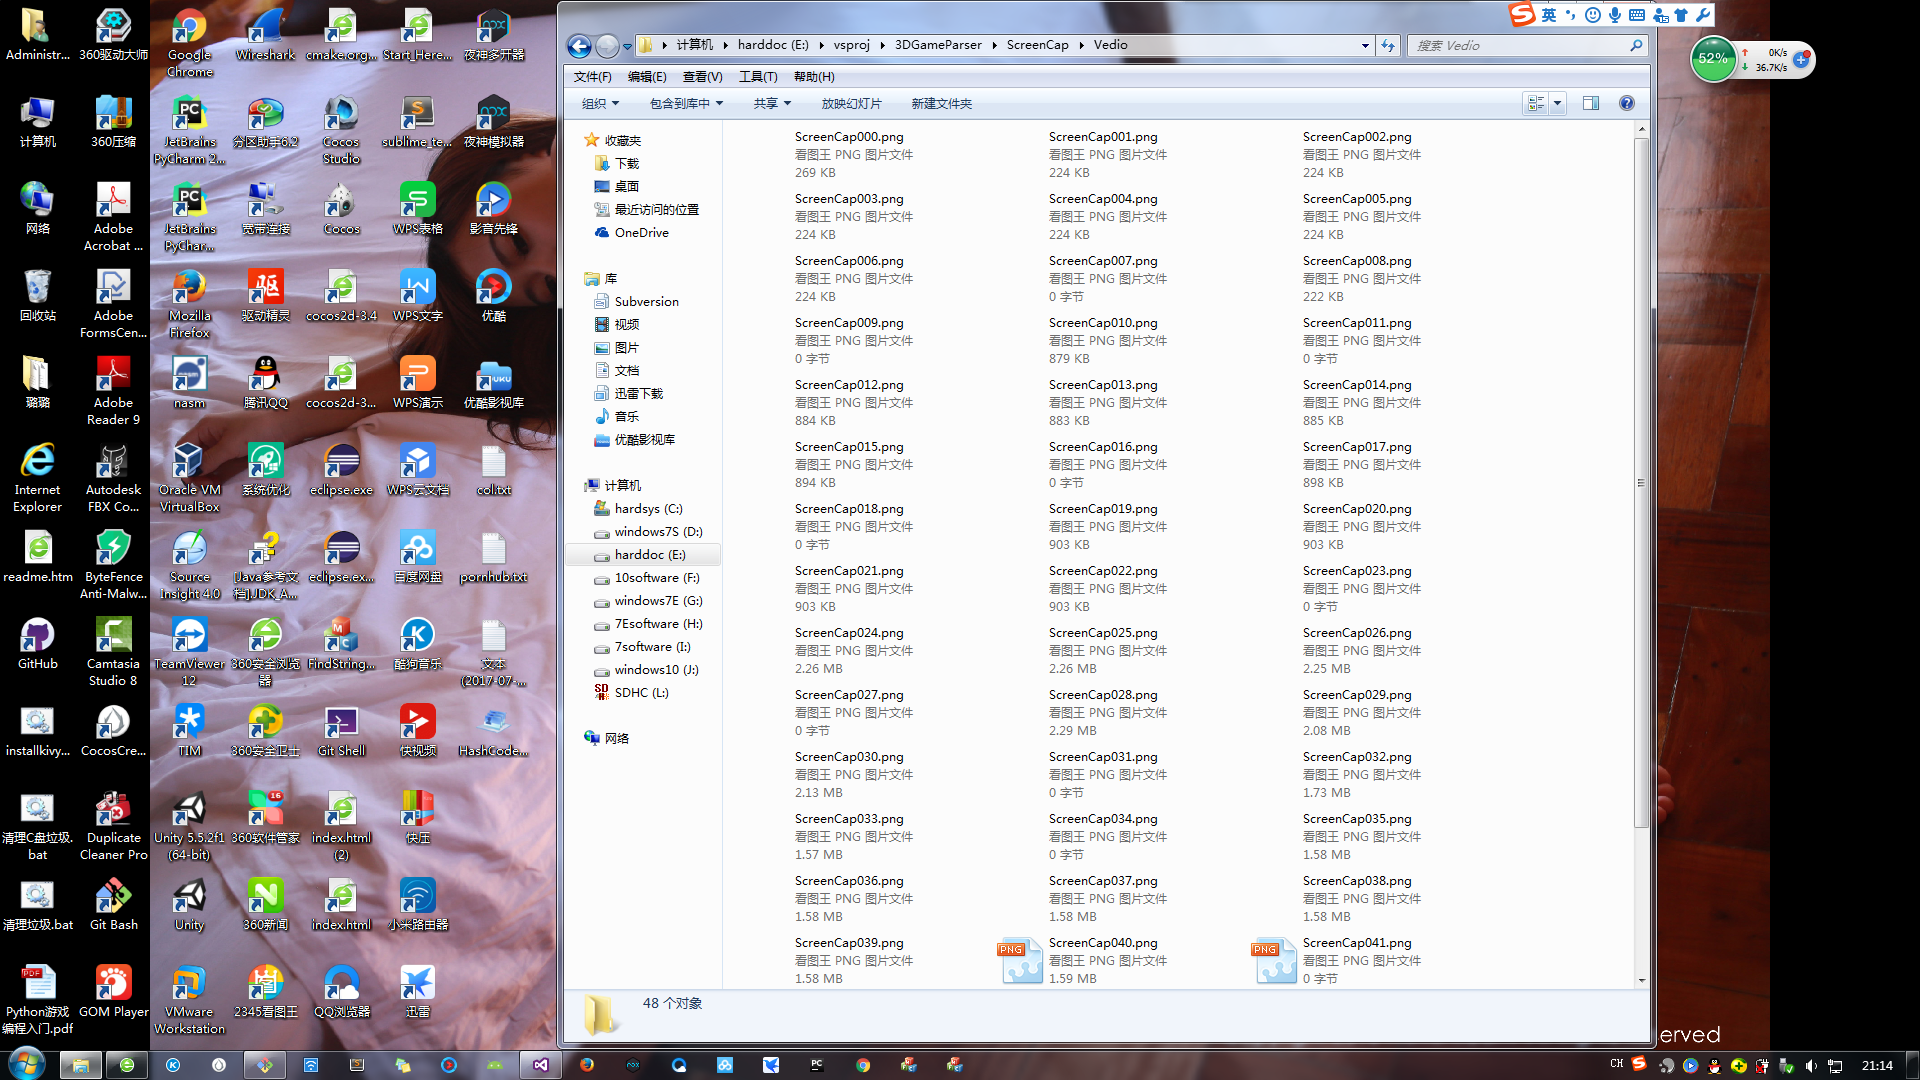 Administr...
360驱动大师
Google Chrome
Wireshark
cmake.org...
Start_Here...
夜神多开器
计算机
360压缩
JetBrains PyCharm 2...
分区助手6.2
Cocos Studio
sublime_te...
夜神模拟器
网络
Adobe Acrobat ...
JetBrains PyChar...
宽带连接
Cocos
WPS表格
影音先锋
回收站
Adobe FormsCen...
Mozilla Firefox
驱动精灵
cocos2d-3.4
WPS文字
优酷
璐璐
Adobe Reader 9
nasm
腾讯QQ
cocos2d-3...
WPS演示
优酷影视库
Internet Explorer
Autodesk FBX Co...
Oracle VM VirtualBox
系统优化
eclipse.exe
WPS云文档
col.txt
readme.htm
ByteFence Anti-Malw...
Source Insight 4.0
[Java参考文档].JDK_A...
eclipse.ex...
百度网盘
pornhub.txt
GitHub
Camtasia Studio 8
TeamViewer 12
360安全浏览器
FindString...
酷狗音乐
文本 (2017-07-...
installkivy...
CocosCre...
TIM
360安全卫士
Git Shell
快视频
HashCode...
清理C盘垃圾.bat
Duplicate Cleaner Pro
Unity 5.5.2f1 (64-bit)
360软件管家
index.html (2)
快压
清理垃圾.bat
Git Bash
Unity
360新闻
index.html
小米路由器
Python游戏编程入门.pdf
GOM Player
VMware Workstation
2345看图王
QQ浏览器
迅雷
计算机 harddoc (E:) vsproj 3DGameParser ScreenCap Vedio
搜索 Vedio
文件(F) 编辑(E) 查看(V) 工具(T) 帮助(H)
组织 包含到库中 共享 放映幻灯片 新建文件夹
收藏夹
下载
桌面
最近访问的位置
OneDrive
库
Subversion
视频
图片
文档
迅雷下载
音乐
优酷影视库
计算机
hardsys (C:)
windows7S (D:)
harddoc (E:)
10software (F:)
windows7E (G:)
7Esoftware (H:)
7software (I:)
windows10 (J:)
SDHC (L:)
网络
ScreenCap000.png ScreenCap001.png ScreenCap002.png
看图王 PNG 图片文件 看图王 PNG 图片文件 看图王 PNG 图片文件
269 KB 224 KB 224 KB
ScreenCap003.png ScreenCap004.png ScreenCap005.png
看图王 PNG 图片文件 看图王 PNG 图片文件 看图王 PNG 图片文件
224 KB 224 KB 224 KB
ScreenCap006.png ScreenCap007.png ScreenCap008.png
看图王 PNG 图片文件 看图王 PNG 图片文件 看图王 PNG 图片文件
224 KB 0 字节 222 KB
ScreenCap009.png ScreenCap010.png ScreenCap011.png
看图王 PNG 图片文件 看图王 PNG 图片文件 看图王 PNG 图片文件
0 字节 879 KB 0 字节
ScreenCap012.png ScreenCap013.png ScreenCap014.png
看图王 PNG 图片文件 看图王 PNG 图片文件 看图王 PNG 图片文件
884 KB 883 KB 885 KB
ScreenCap015.png ScreenCap016.png ScreenCap017.png
看图王 PNG 图片文件 看图王 PNG 图片文件 看图王 PNG 图片文件
894 KB 0 字节 898 KB
ScreenCap018.png ScreenCap019.png ScreenCap020.png
看图王 PNG 图片文件 看图王 PNG 图片文件 看图王 PNG 图片文件
0 字节 903 KB 903 KB
ScreenCap021.png ScreenCap022.png ScreenCap023.png
看图王 PNG 图片文件 看图王 PNG 图片文件 看图王 PNG 图片文件
903 KB 903 KB 0 字节
ScreenCap024.png ScreenCap025.png ScreenCap026.png
看图王 PNG 图片文件 看图王 PNG 图片文件 看图王 PNG 图片文件
2.26 MB 2.26 MB 2.25 MB
ScreenCap027.png ScreenCap028.png ScreenCap029.png
看图王 PNG 图片文件 看图王 PNG 图片文件 看图王 PNG 图片文件
0 字节 2.29 MB 2.08 MB
ScreenCap030.png ScreenCap031.png ScreenCap032.png
看图王 PNG 图片文件 看图王 PNG 图片文件 看图王 PNG 图片文件
2.13 MB 0 字节 1.73 MB
ScreenCap033.png ScreenCap034.png ScreenCap035.png
看图王 PNG 图片文件 看图王 PNG 图片文件 看图王 PNG 图片文件
1.57 MB 0 字节 1.58 MB
ScreenCap036.png ScreenCap037.png ScreenCap038.png
看图王 PNG 图片文件 看图王 PNG 图片文件 看图王 PNG 图片文件
1.58 MB 1.58 MB 1.58 MB
ScreenCap039.png ScreenCap040.png ScreenCap041.png
看图王 PNG 图片文件 看图王 PNG 图片文件 看图王 PNG 图片文件
1.58 MB 1.59 MB 0 字节
PNG PNG
48 个对象
英
52%
0K/s
36.7K/s
erved
CH
21:14